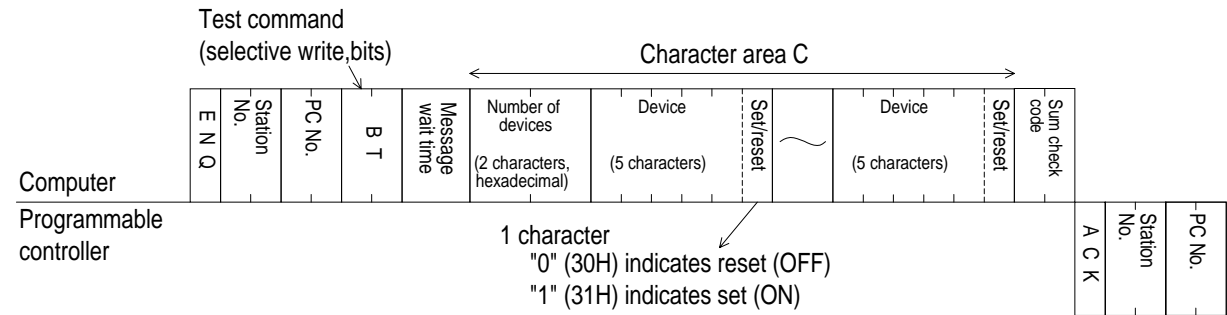 Test command
(selective write,bits)
Character area C
E N Q
Station
No.
PC No.
B T
Message
wait time
Number of
devices
(2 characters,
hexadecimal)
Device
(5 characters)
Set/reset
Device
(5 characters)
Set/reset
Sum check
code
Computer
Programmable
controller
1 character
"0" (30H) indicates reset (OFF)
"1" (31H) indicates set (ON)
A C K
Station
No.
PC No.